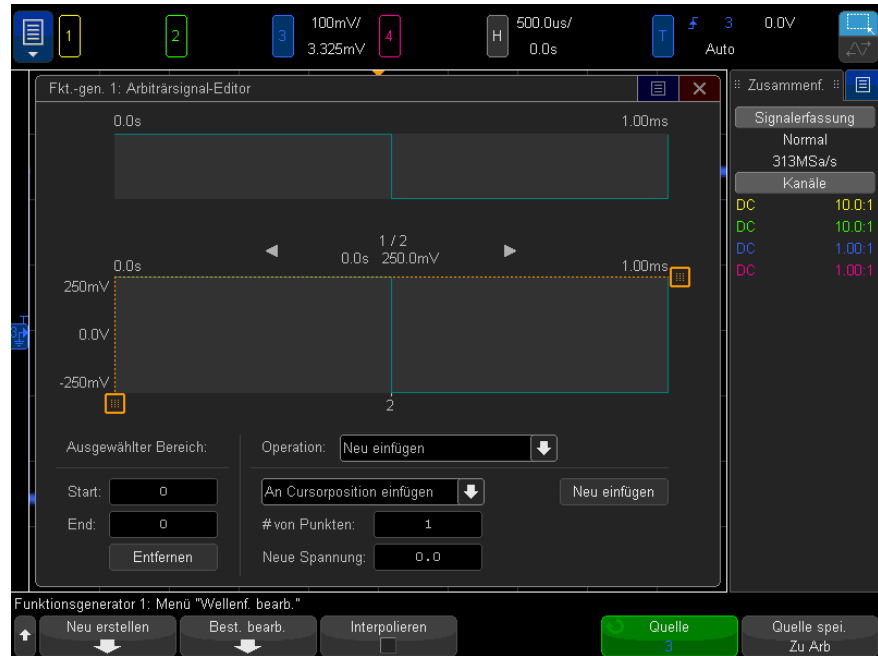 1 2 3 100mV/ 3.325mV 4 H 500.0us/ 0.0s T 3 0.0V Auto
Fkt.-gen. 1: Arbiträrsignal-Editor
0.0s 1.00ms
1 / 2
0.0s 250.0mV
0.0s 1.00ms
250mV
0.0V
-250mV
2
Ausgewählter Bereich:
Start: 0
End: 0
Entfernen
Operation: Neu einfügen
An Cursorposition einfügen
Neu einfügen
# von Punkten: 1
Neue Spannung: 0.0
Zusammenf.
Signalerfassung
Normal
313MSa/s
Kanäle
DC 10.0:1
DC 10.0:1
DC 1.00:1
DC 1.00:1
T
3
Funktionsgenerator 1: Menü "Wellenf. bearb."
Neu erstellen
Best. bearb.
Interpolieren
Quelle
3
Quelle spei.
Zu Arb